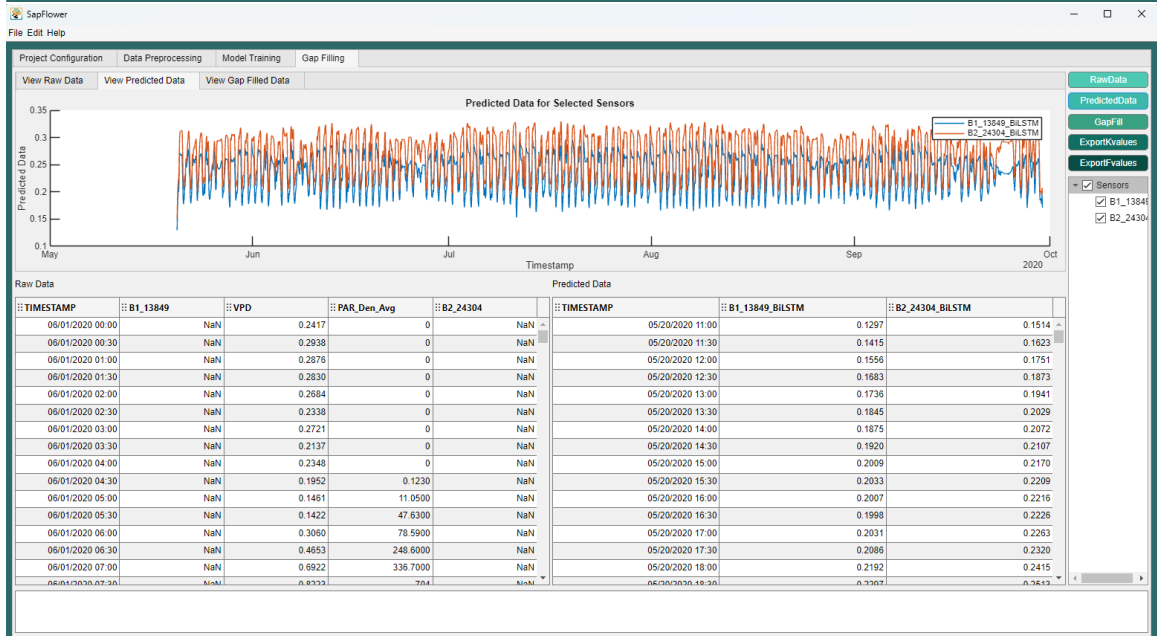 SapFlower
File Edit Help
Project Configuration Data Preprocessing Model Training Gap Filling
View Raw Data View Predicted Data View Gap Filled Data
RawData
PredictedData
GapFill
ExportKvalues
ExportFvalues
Sensors
B1_13849
B2_24304
Predicted Data for Selected Sensors
B1_13849_BiLSTM
B2_24304_BiLSTM
Predicted Data
0.35
0.3
0.25
0.2
0.15
0.1
May Jun Jul Aug Sep Oct
Timestamp
2020
Raw Data
TIMESTAMP B1_13849 VPD PAR_Den_Avg B2_24304
06/01/2020 00:00 NaN 0.2417 0 NaN
06/01/2020 00:30 NaN 0.2938 0 NaN
06/01/2020 01:00 NaN 0.2876 0 NaN
06/01/2020 01:30 NaN 0.2830 0 NaN
06/01/2020 02:00 NaN 0.2684 0 NaN
06/01/2020 02:30 NaN 0.2338 0 NaN
06/01/2020 03:00 NaN 0.2721 0 NaN
06/01/2020 03:30 NaN 0.2137 0 NaN
06/01/2020 04:00 NaN 0.2348 0 NaN
06/01/2020 04:30 NaN 0.1952 0.1230 NaN
06/01/2020 05:00 NaN 0.1461 11.0500 NaN
06/01/2020 05:30 NaN 0.1422 47.6300 NaN
06/01/2020 06:00 NaN 0.3060 78.5900 NaN
06/01/2020 06:30 NaN 0.4653 248.6000 NaN
06/01/2020 07:00 NaN 0.6922 336.7000 NaN
06/01/2020 07:30 NaN 0.8223 704 NaN
Predicted Data
TIMESTAMP B1_13849_BiLSTM B2_24304_BiLSTM
05/20/2020 11:00 0.1297 0.1514
05/20/2020 11:30 0.1415 0.1623
05/20/2020 12:00 0.1556 0.1751
05/20/2020 12:30 0.1683 0.1873
05/20/2020 13:00 0.1736 0.1941
05/20/2020 13:30 0.1845 0.2029
05/20/2020 14:00 0.1875 0.2072
05/20/2020 14:30 0.1920 0.2107
05/20/2020 15:00 0.2009 0.2170
05/20/2020 15:30 0.2033 0.2209
05/20/2020 16:00 0.2007 0.2216
05/20/2020 16:30 0.1998 0.2226
05/20/2020 17:00 0.2031 0.2263
05/20/2020 17:30 0.2086 0.2320
05/20/2020 18:00 0.2192 0.2415
05/20/2020 18:30 0.2297 0.2513